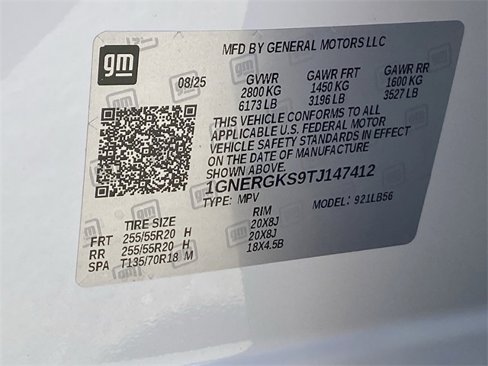 gm
MFD BY GENERAL MOTORS LLC
08/25 GVWR GAWR FRT GAWR RR
2800 KG 1450 KG 1600 KG
6173 LB 3196 LB 3527 LB
THIS VEHICLE CONFORMS TO ALL
APPLICABLE U.S. FEDERAL MOTOR
VEHICLE SAFETY STANDARDS IN EFFECT
ON THE DATE OF MANUFACTURE
SHOWN ABOVE.
1GNERGKS9TJ147412
TYPE: MPV MODEL: 921LB56
TIRE SIZE RIM
FRT 255/55R20 H 20X8J
RR 255/55R20 H 20X8J
SPA T135/70R18 M 18X4.5B